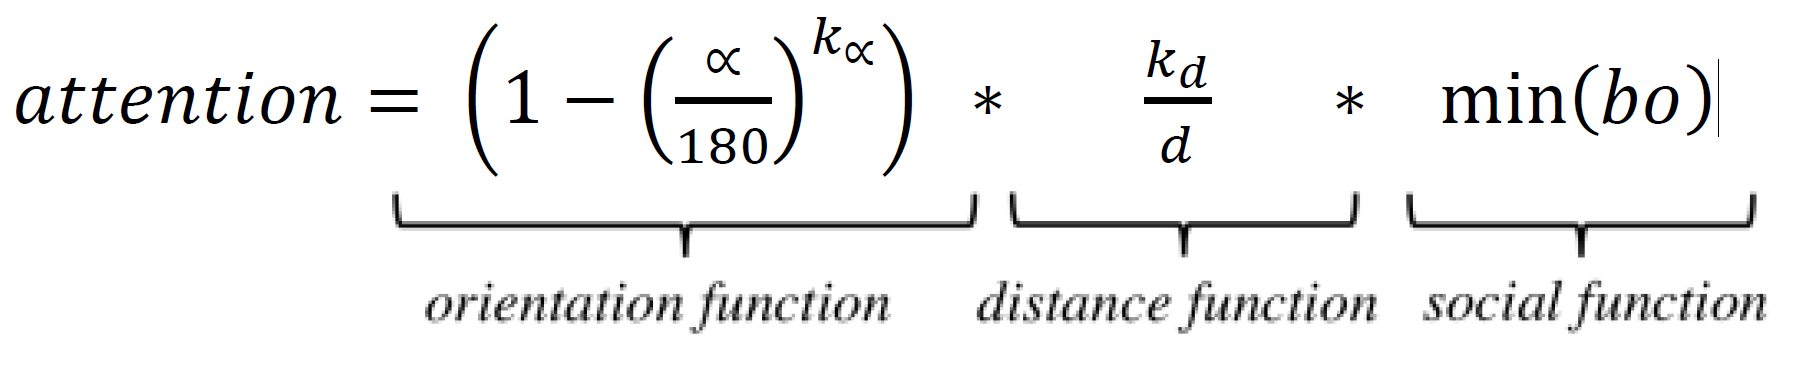 attention = (1 − (∝/180)^k∝) * k_d/d * min(bo)
orientation function distance function social function